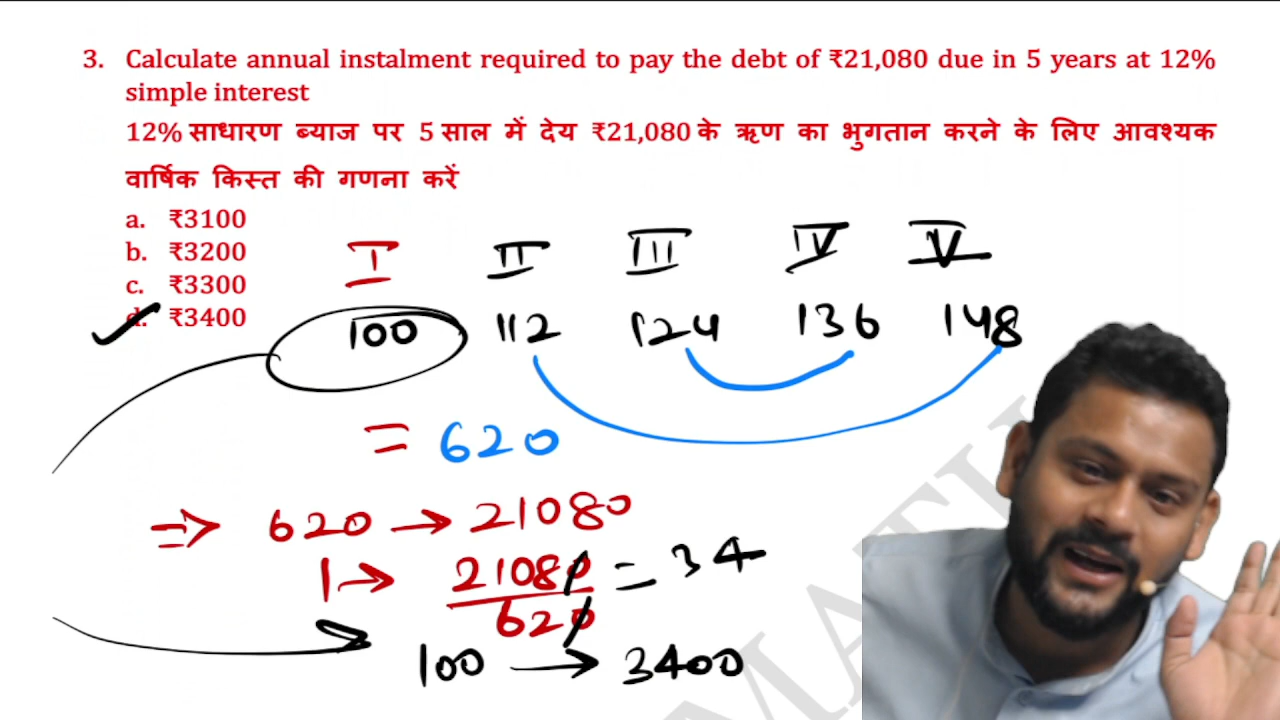 3. Calculate annual instalment required to pay the debt of ₹21,080 due in 5 years at 12%
simple interest
12% साधारण ब्याज पर 5 साल में देय ₹21,080 के ऋण का भुगतान करने के लिए आवश्यक
वार्षिक किस्त की गणना करें
a. ₹3100
b. ₹3200
c. ₹3300
d. ₹3400
I II III IV V
100 112 124 136 148
= 620
⇒ 620 → 21080
1 → 21080/620 = 34
100 → 3400